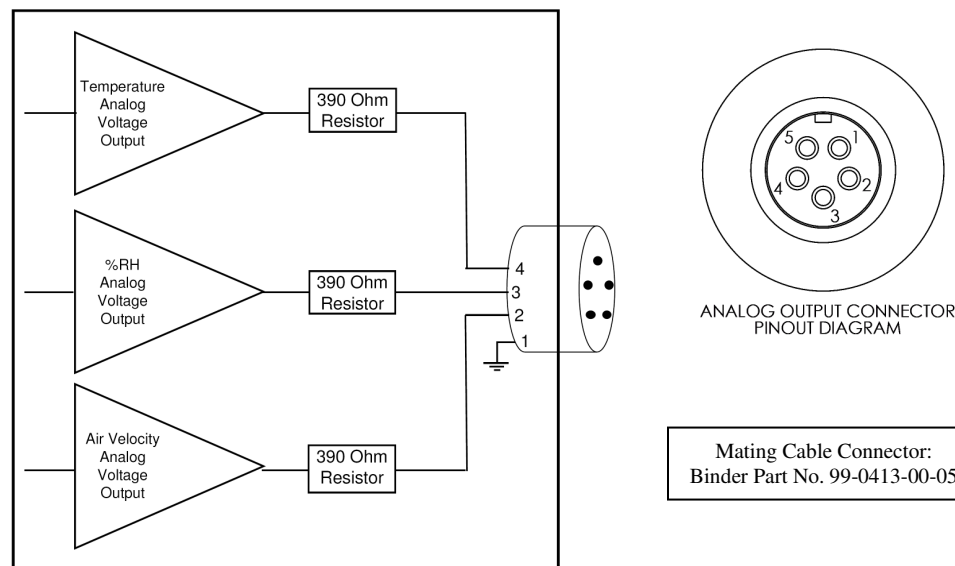 Temperature
Analog
Voltage
Output
390 Ohm
Resistor
%RH
Analog
Voltage
Output
390 Ohm
Resistor
Air Velocity
Analog
Voltage
Output
390 Ohm
Resistor
4
3
2
1
5
1
4
2
3
ANALOG OUTPUT CONNECTOR
PINOUT DIAGRAM
Mating Cable Connector:
Binder Part No. 99-0413-00-05